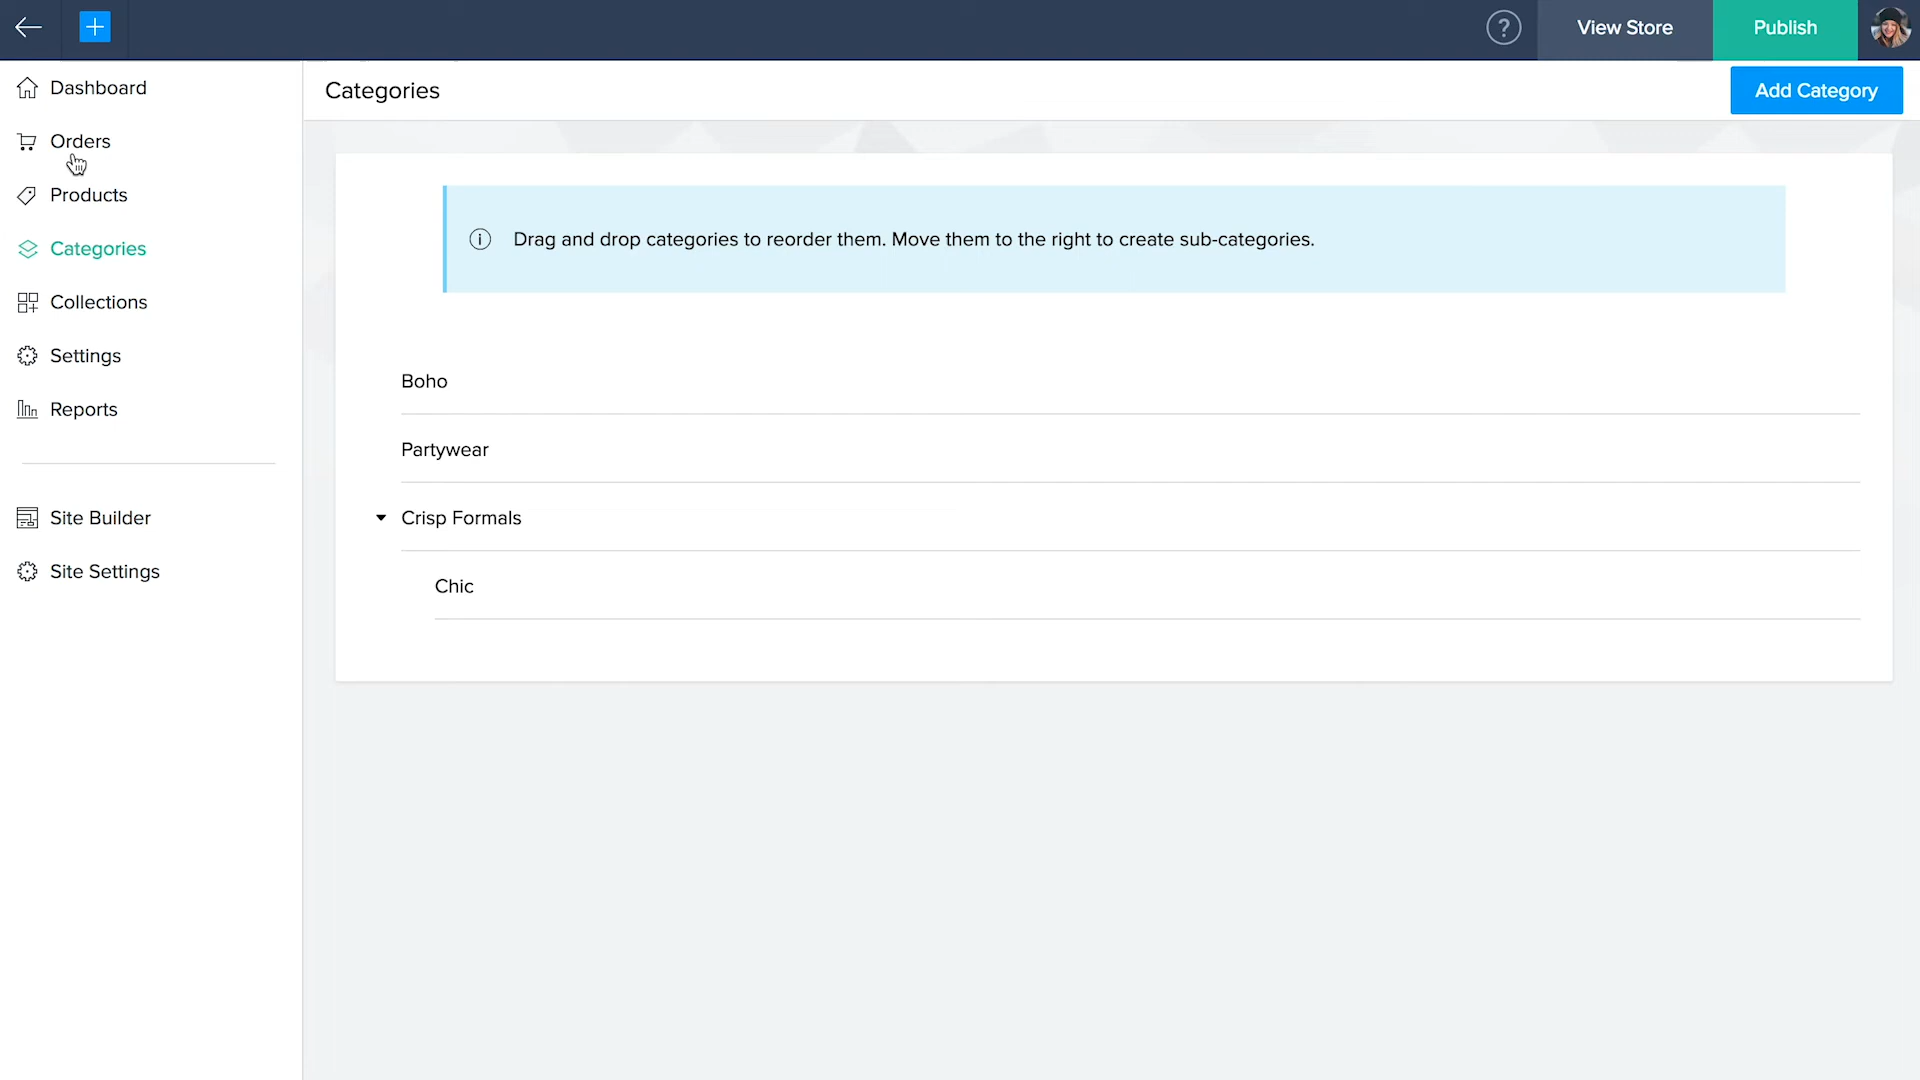 View Store
Publish
Dashboard
Categories
Add Category
Orders
Products
Categories
Collections
Settings
Reports
Site Builder
Site Settings
Drag and drop categories to reorder them. Move them to the right to create sub-categories.
Boho
Partywear
Crisp Formals
Chic